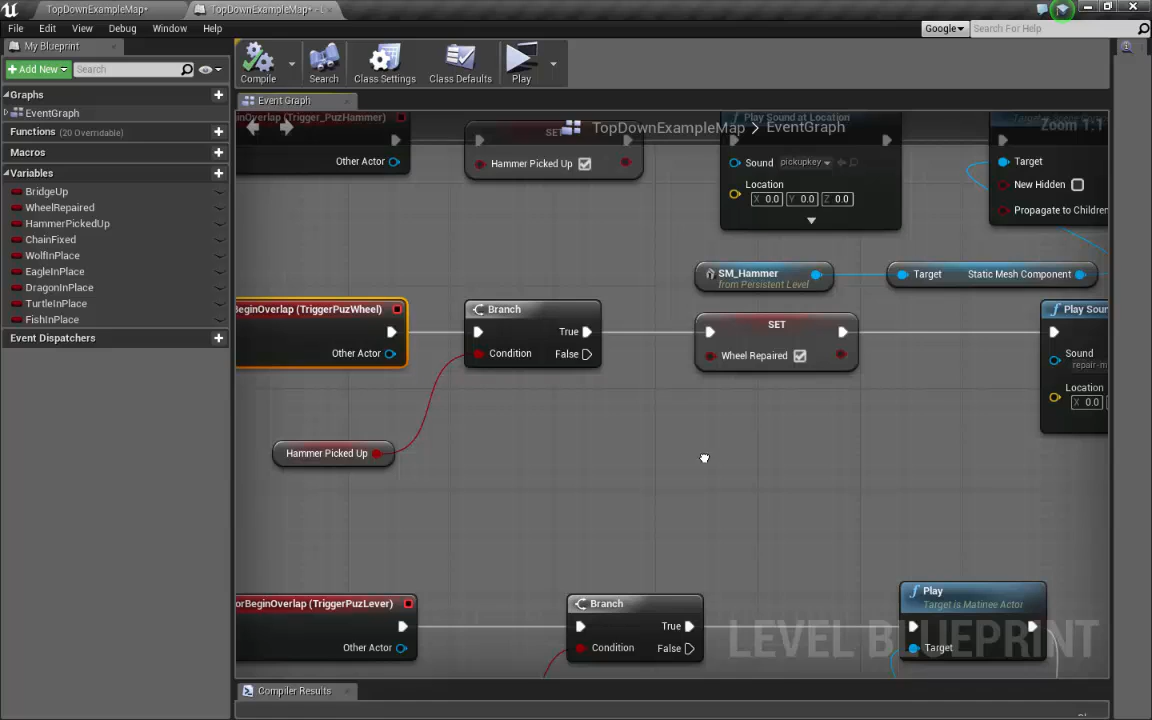 TopDownExampleMap*
TopDownExampleMap*
File Edit View Debug Window Help
Google Search For Help
My Blueprint
Add New Search
Compile Search Class Settings Class Defaults Play
Graphs
Event Graph
EventGraph
Functions (20 Overridable)
Macros
Variables
BridgeUp
WheelRepaired
HammerPickedUp
ChainFixed
WolfInPlace
EagleInPlace
DragonInPlace
TurtleInPlace
FishInPlace
Event Dispatchers
TopDownExampleMap > EventGraph
Zoom 1:1
inOverlap (Trigger_PuzHammer)
Other Actor
SET
Hammer Picked Up
Play Sound at Location
Sound pickupkey
Location
X 0.0 Y 0.0 Z 0.0
Target
New Hidden
Propagate to Children
SM_Hammer
from Persistent Level
Target Static Mesh Component
BeginOverlap (TriggerPuzWheel)
Other Actor
Branch
True
Condition False
SET
Wheel Repaired
Play Soun
Sound
repair-m
Location
X 0.0
Hammer Picked Up
orBeginOverlap (TriggerPuzLever)
Other Actor
Branch
True
Condition False
Play
Target is Matinee Actor
Target
LEVEL BLUEPRINT
Compiler Results